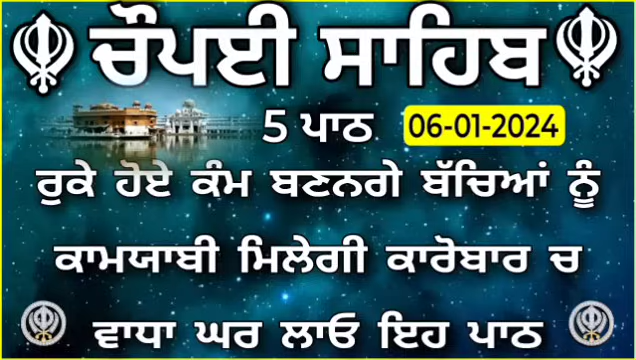 ਚੌਪਈ ਸਾਹਿਬ
5 ਪਾਠ 06-01-2024
ਰੁਕੇ ਹੋਏ ਕੰਮ ਬਣਨਗੇ ਬੱਚਿਆਂ ਨੂੰ
ਕਾਮਯਾਬੀ ਮਿਲੇਗੀ ਕਾਰੋਬਾਰ ਚ
ਵਾਧਾ ਘਰ ਲਾਓ ਇਹ ਪਾਠ